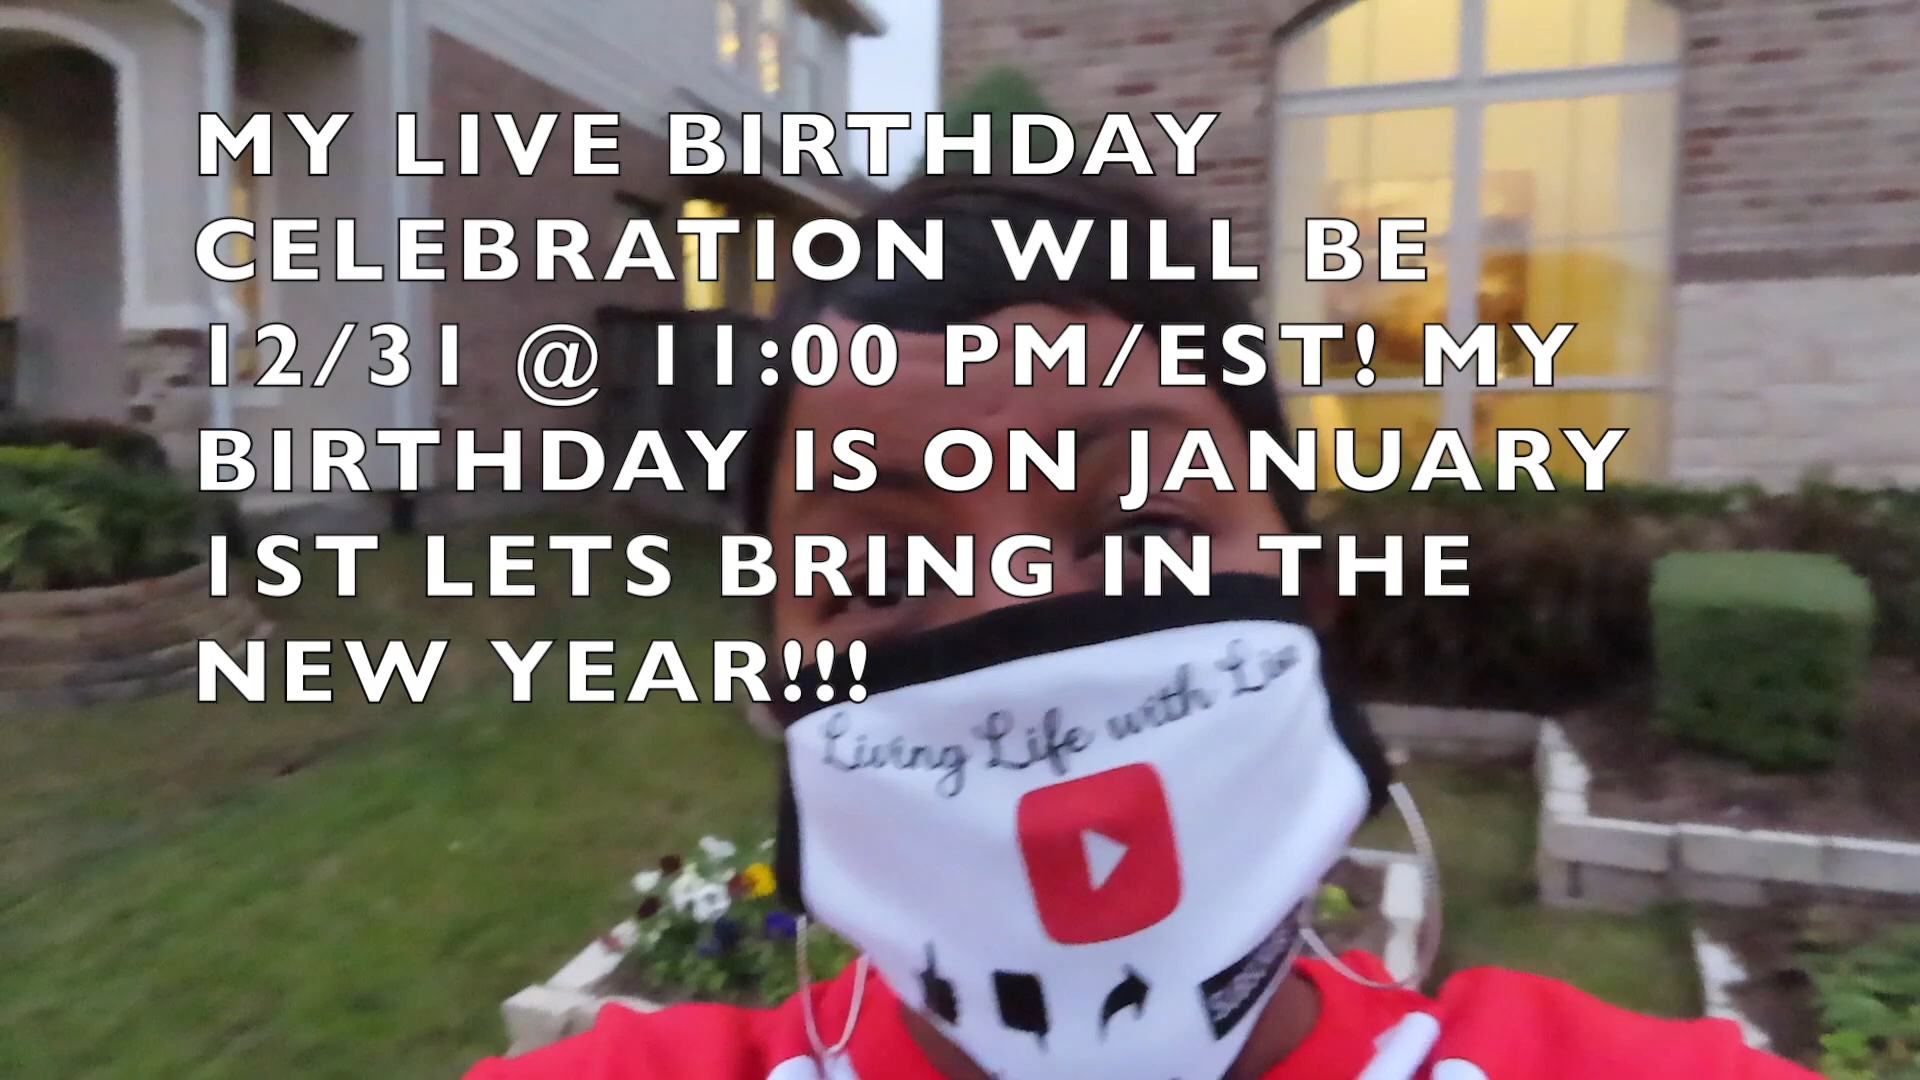 MY LIVE BIRTHDAY
CELEBRATION WILL BE
12/31 @ 11:00 PM/EST! MY
BIRTHDAY IS ON JANUARY
1ST LETS BRING IN THE
NEW YEAR!!!
Living Life with